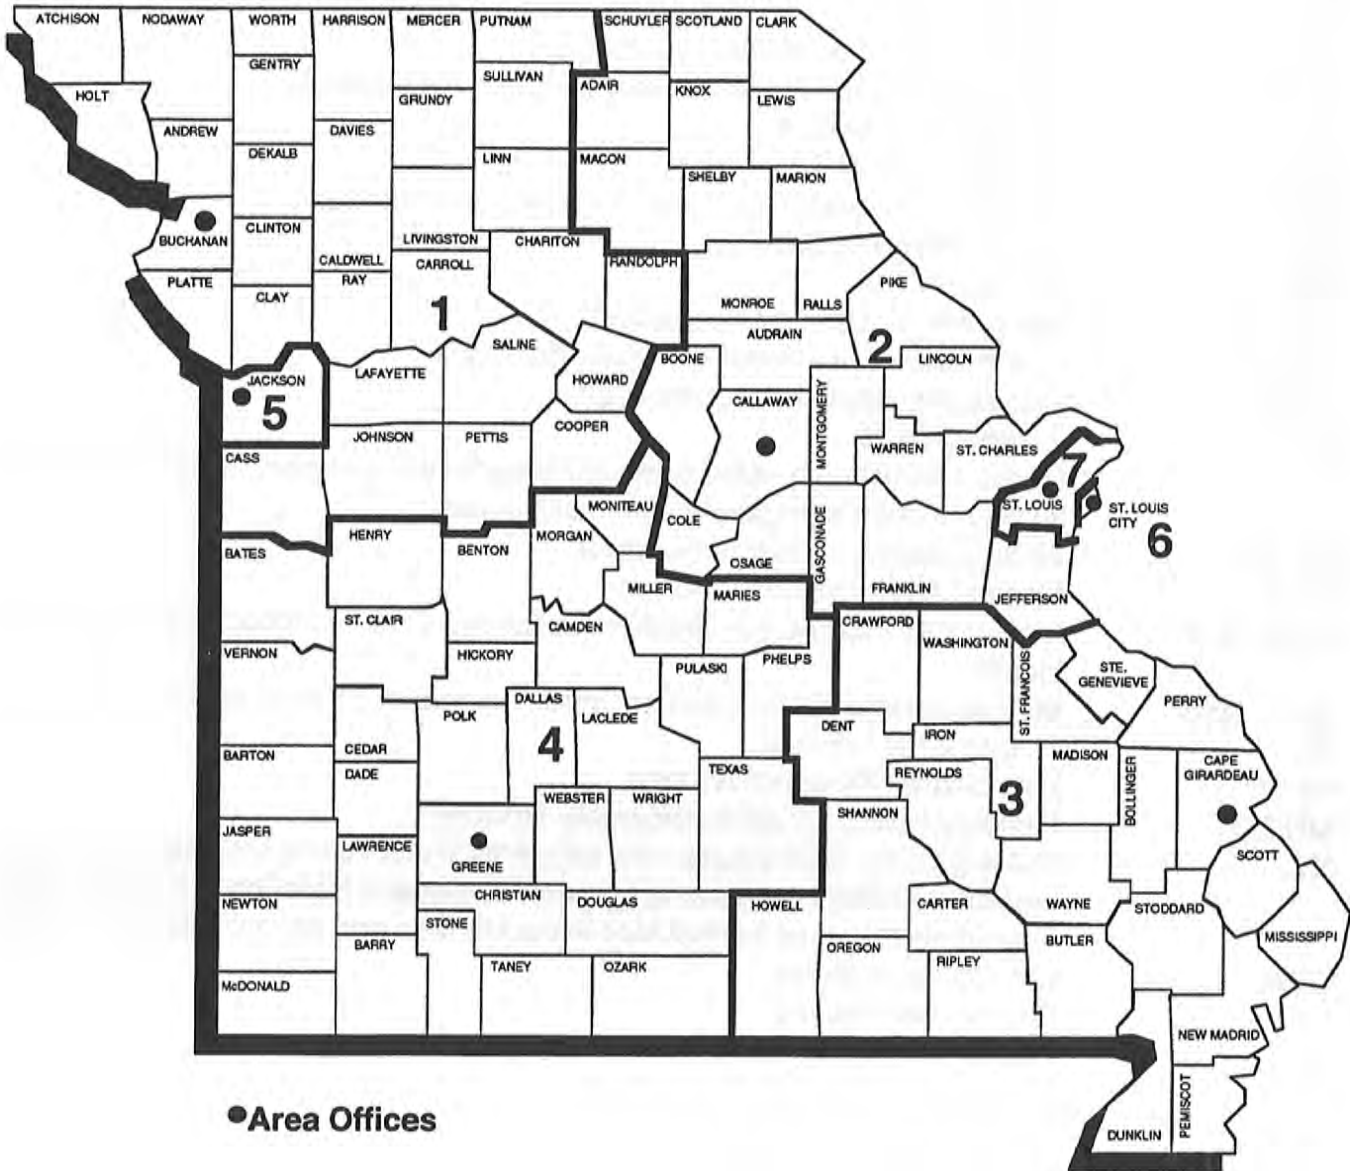 ATCHISON
NODAWAY
WORTH
HARRISON
MERCER
PUTNAM
SCHUYLER
SCOTLAND
CLARK
GENTRY
SULLIVAN
ADAIR
KNOX
LEWIS
HOLT
GRUNDY
ANDREW
DAVIES
DEKALB
LINN
MACON
SHELBY
MARION
BUCHANAN
CLINTON
LIVINGSTON
CHARITON
CALDWELL
CARROLL
RANDOLPH
PLATTE
CLAY
RAY
1
MONROE
RALLS
PIKE
AUDRAIN
2
LINCOLN
SALINE
BOONE
JACKSON
5
LAFAYETTE
HOWARD
CALLAWAY
MONTGOMERY
COOPER
JOHNSON
PETTIS
WARREN
ST. CHARLES
CASS
7
ST. LOUIS
ST. LOUIS
CITY
6
MONITEAU
COLE
GASCONADE
HENRY
MORGAN
BATES
BENTON
OSAGE
MILLER
MARIES
FRANKLIN
JEFFERSON
ST. CLAIR
CAMDEN
CRAWFORD
WASHINGTON
VERNON
HICKORY
PULASKI
PHELPS
ST. FRANCOIS
STE.
GENEVIEVE
PERRY
POLK
DALLAS
LACLEDE
DENT
IRON
4
BARTON
CEDAR
DADE
TEXAS
REYNOLDS
MADISON
BOLLINGER
CAPE
GIRARDEAU
WEBSTER
WRIGHT
SHANNON
3
JASPER
LAWRENCE
GREENE
SCOTT
NEWTON
CHRISTIAN
DOUGLAS
HOWELL
CARTER
WAYNE
STODDARD
STONE
BARRY
OREGON
BUTLER
MISSISSIPPI
TANEY
OZARK
RIPLEY
McDONALD
NEW MADRID
PEMISCOT
DUNKLIN
Area Offices